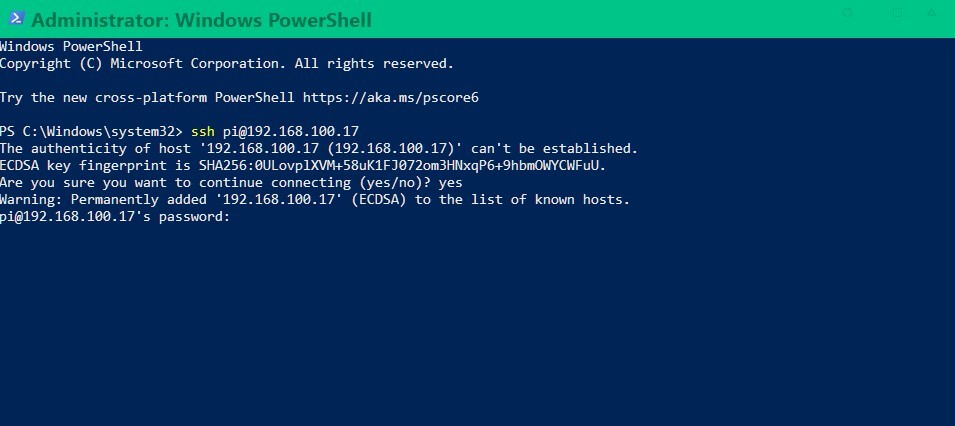 Administrator: Windows PowerShell
Windows PowerShell
Copyright (C) Microsoft Corporation. All rights reserved.
Try the new cross-platform PowerShell https://aka.ms/pscore6
PS C:\Windows\system32> ssh pi@192.168.100.17
The authenticity of host '192.168.100.17 (192.168.100.17)' can't be established.
ECDSA key fingerprint is SHA256:0ULovplXVM+58uK1FJ072om3HNxqP6+9hbmOWYCWFuU.
Are you sure you want to continue connecting (yes/no)? yes
Warning: Permanently added '192.168.100.17' (ECDSA) to the list of known hosts.
pi@192.168.100.17's password: